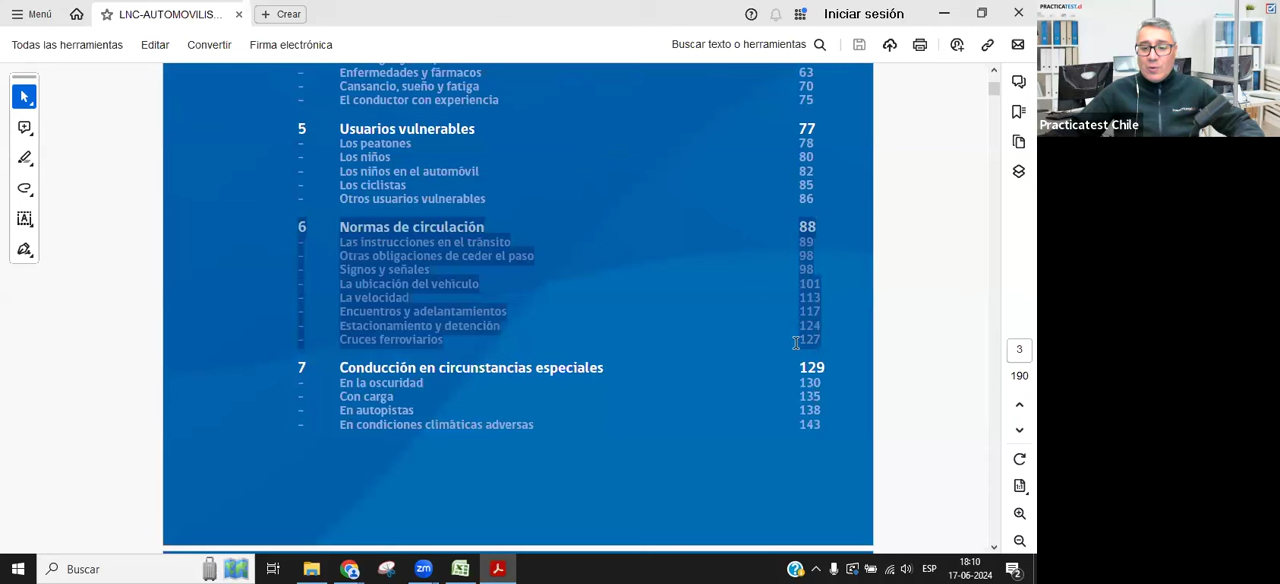 Menú
LNC-AUTOMOVILIS...
Crear
Iniciar sesión
Todas las herramientas
Editar
Convertir
Firma electrónica
Buscar texto o herramientas
PRACTICATEST.cl
Practicatest Chile
Enfermedades y fármacos 63
Cansancio, sueño y fatiga 70
El conductor con experiencia 75
5 Usuarios vulnerables 77
- Los peatones 78
- Los niños 80
- Los niños en el automóvil 82
- Los ciclistas 85
- Otros usuarios vulnerables 86
6 Normas de circulación 88
- Las instrucciones en el tránsito 89
- Otras obligaciones de ceder el paso 98
- Signos y señales 98
- La ubicación del vehículo 101
- La velocidad 113
- Encuentros y adelantamientos 117
- Estacionamiento y detención 124
- Cruces ferroviarios 127
7 Conducción en circunstancias especiales 129
- En la oscuridad 130
- Con carga 135
- En autopistas 138
- En condiciones climáticas adversas 143
3
190
Buscar
zm
ESP
18:10
17-06-2024
2